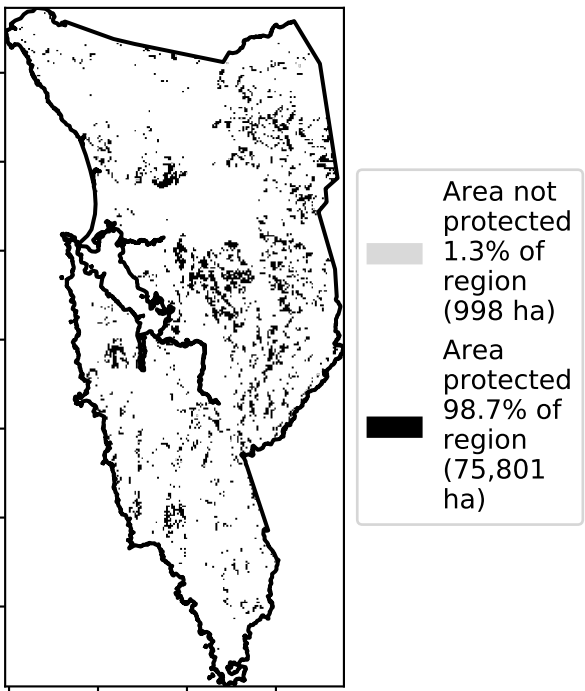 Area not
protected
1.3% of
region
(998 ha)
Area
protected
98.7% of
region
(75,801
ha)